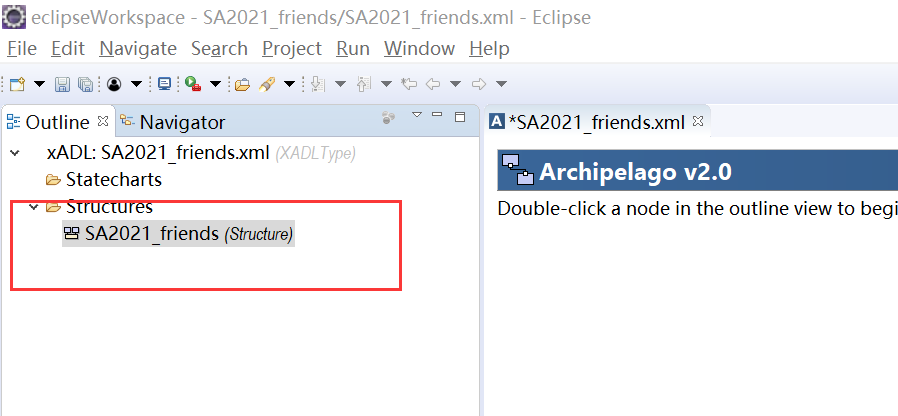 eclipseWorkspace - SA2021_friends/SA2021_friends.xml - Eclipse
File Edit Navigate Search Project Run Window Help
Outline Navigator
A *SA2021_friends.xml
xADL: SA2021_friends.xml (XADLType)
Statecharts
Structures
SA2021_friends (Structure)
Archipelago v2.0
Double-click a node in the outline view to begi